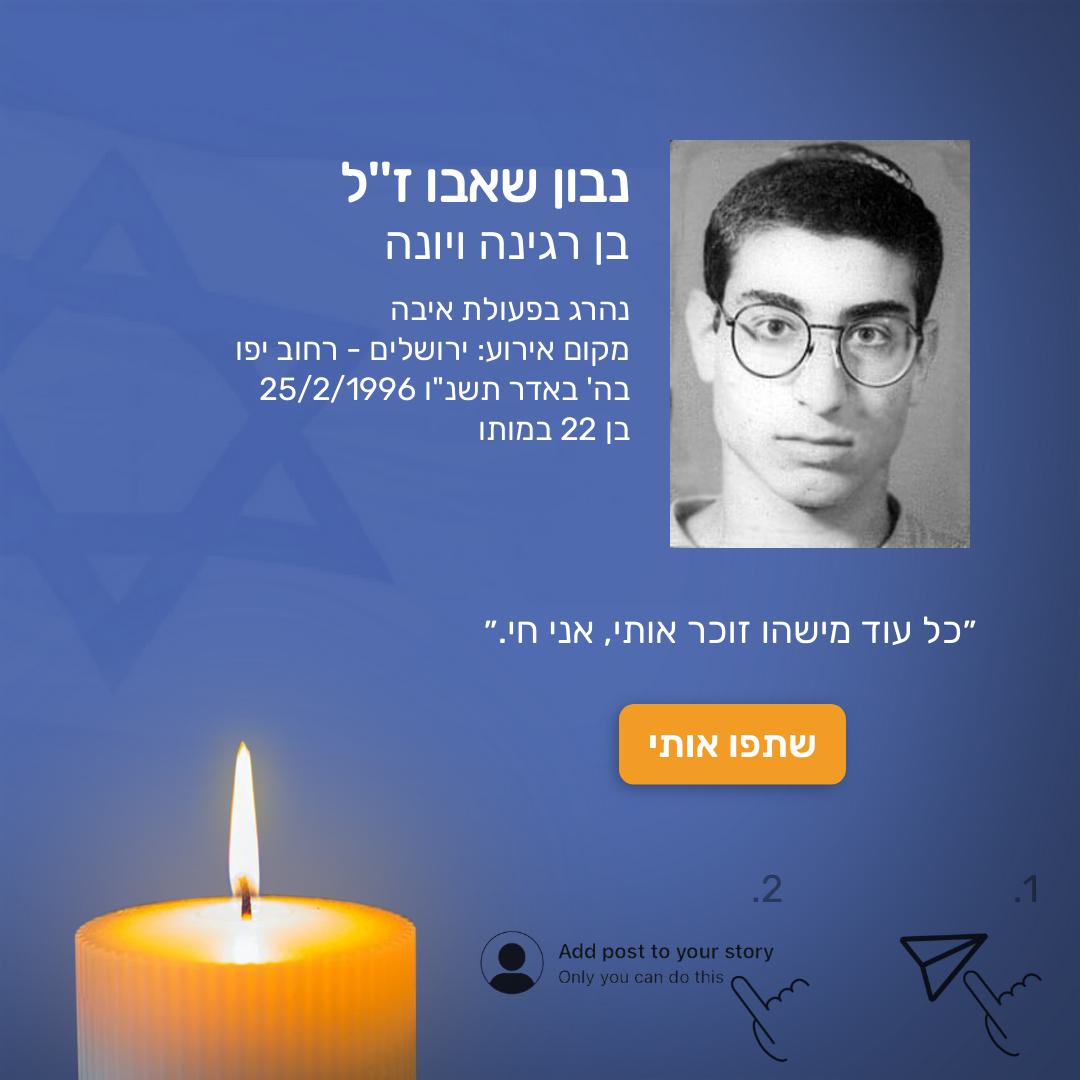 נבון שאבו ז"ל
בן רגינה ויונה
נהרג בפעולת איבה
מקום אירוע: ירושלים - רחוב יפו
בה' באדר תשנ"ו 25/2/1996
בן 22 במותו
״כל עוד מישהו זוכר אותי, אני חי.״
שתפו אותי
1.
2.
Add post to your story
Only you can do this